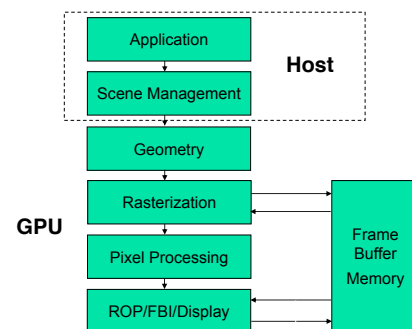 Application
Host
Scene Management
Geometry
Rasterization
GPU
Frame
Buffer
Memory
Pixel Processing
ROP/FBI/Display